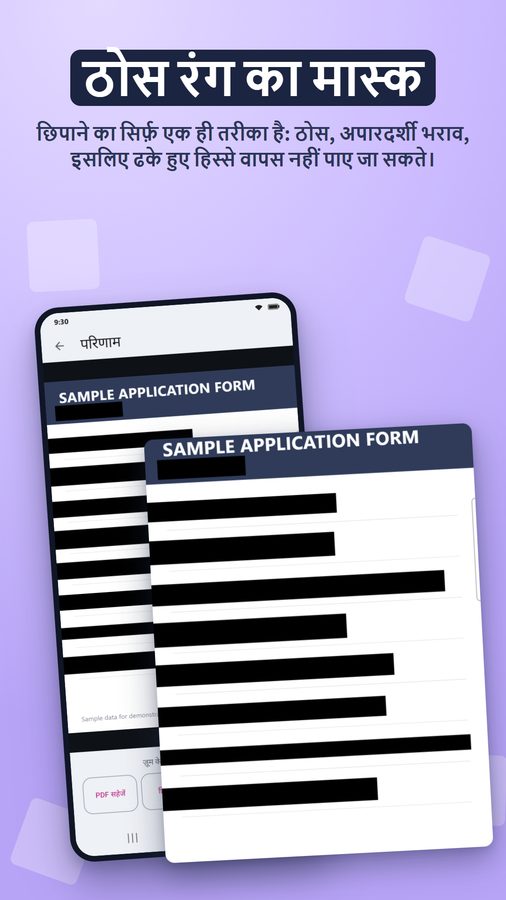 ठोस रंग का मास्क
छिपाने का सिर्फ़ एक ही तरीका है: ठोस, अपारदर्शी भराव,
इसलिए ढके हुए हिस्से वापस नहीं पाए जा सकते।
9:30
परिणाम
SAMPLE APPLICATION FORM
SAMPLE APPLICATION FORM
Sample data for
ज़ूम
PDF सहेजें